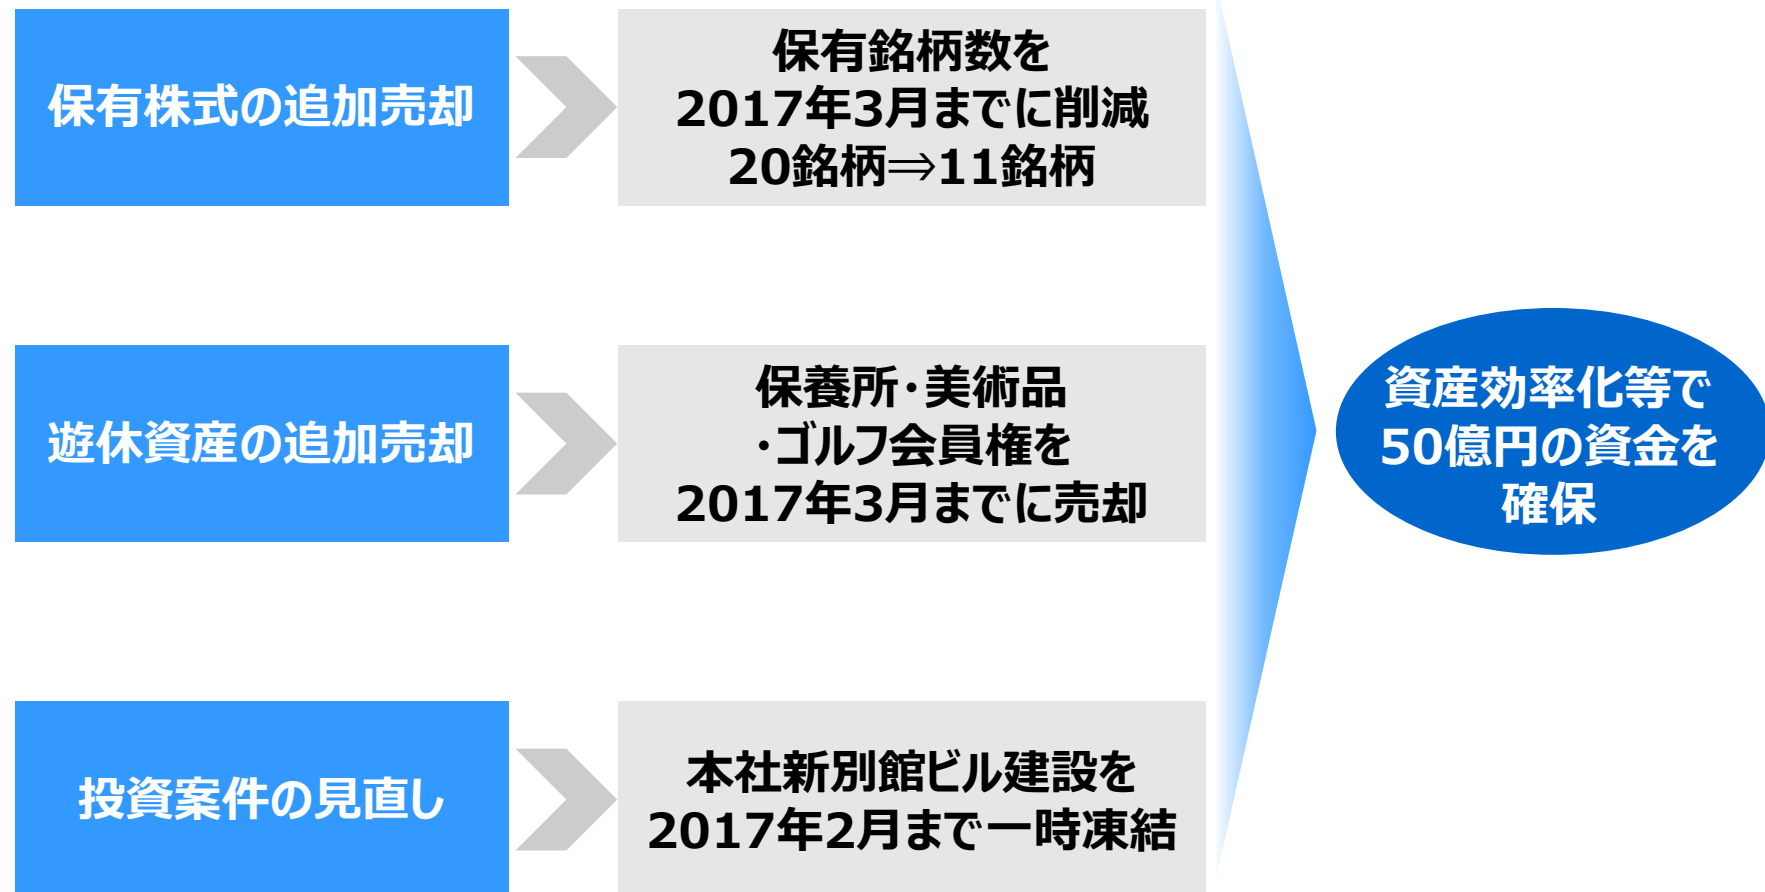 保有株式の追加売却
保有銘柄数を
2017年3月までに削減
20銘柄⇒11銘柄
遊休資産の追加売却
保養所・美術品
・ゴルフ会員権を
2017年3月までに売却
投資案件の見直し
本社新別館ビル建設を
2017年2月まで一時凍結
資産効率化等で
50億円の資金を
確保